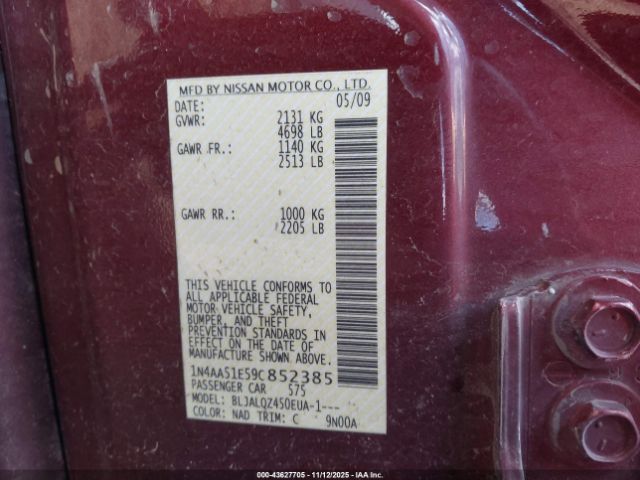 MFD BY NISSAN MOTOR CO., LTD.
DATE: 05/09
GVWR: 2131 KG
4698 LB
GAWR FR.: 1140 KG
2513 LB
GAWR RR.: 1000 KG
2205 LB
THIS VEHICLE CONFORMS TO
ALL APPLICABLE FEDERAL
MOTOR VEHICLE SAFETY,
BUMPER, AND THEFT
PREVENTION STANDARDS IN
EFFECT ON THE DATE OF
MANUFACTURE SHOWN ABOVE.
1N4AA51E59C852385
PASSENGER CAR 575
MODEL: BLJALQZ450EUA-1---
COLOR: NAD TRIM: C 9N00A
000-43627705 - 11/12/2025 - IAA Inc.